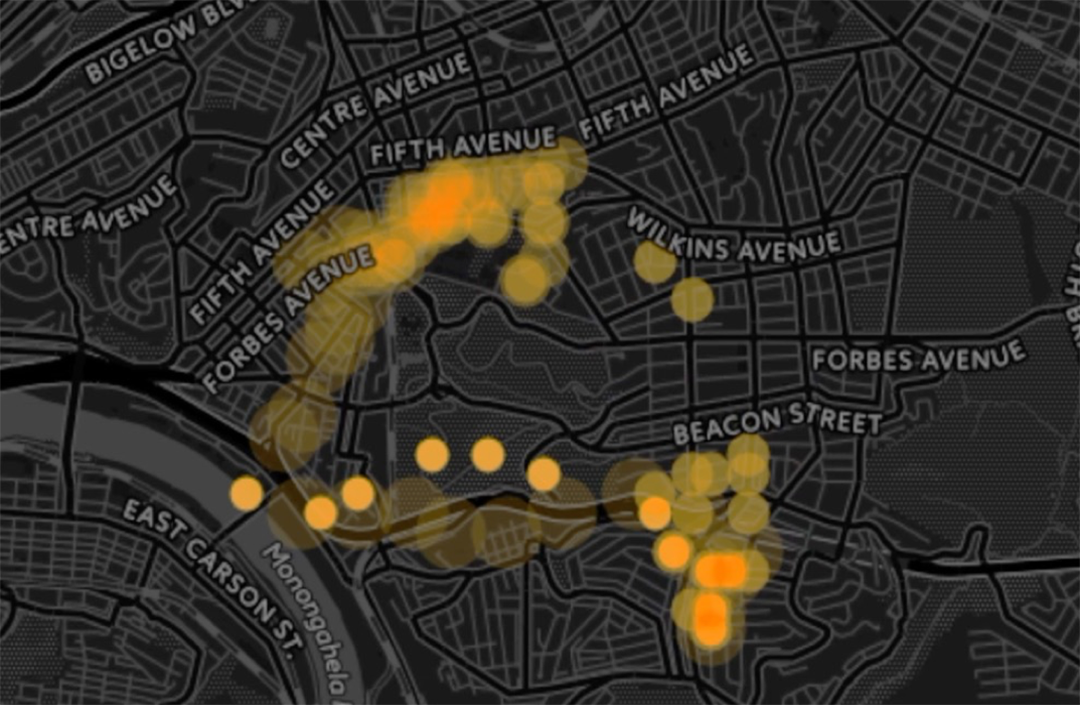 BIGELOW BLV
CENTRE AVENUE
FIFTH AVENUE
FIFTH AVENUE
ENTRE AVENUE
FIFTH AVENUE
WILKINS AVENUE
FORBES AVENUE
FORBES AVENUE
BEACON STREET
EAST CARSON ST.
Monongahela